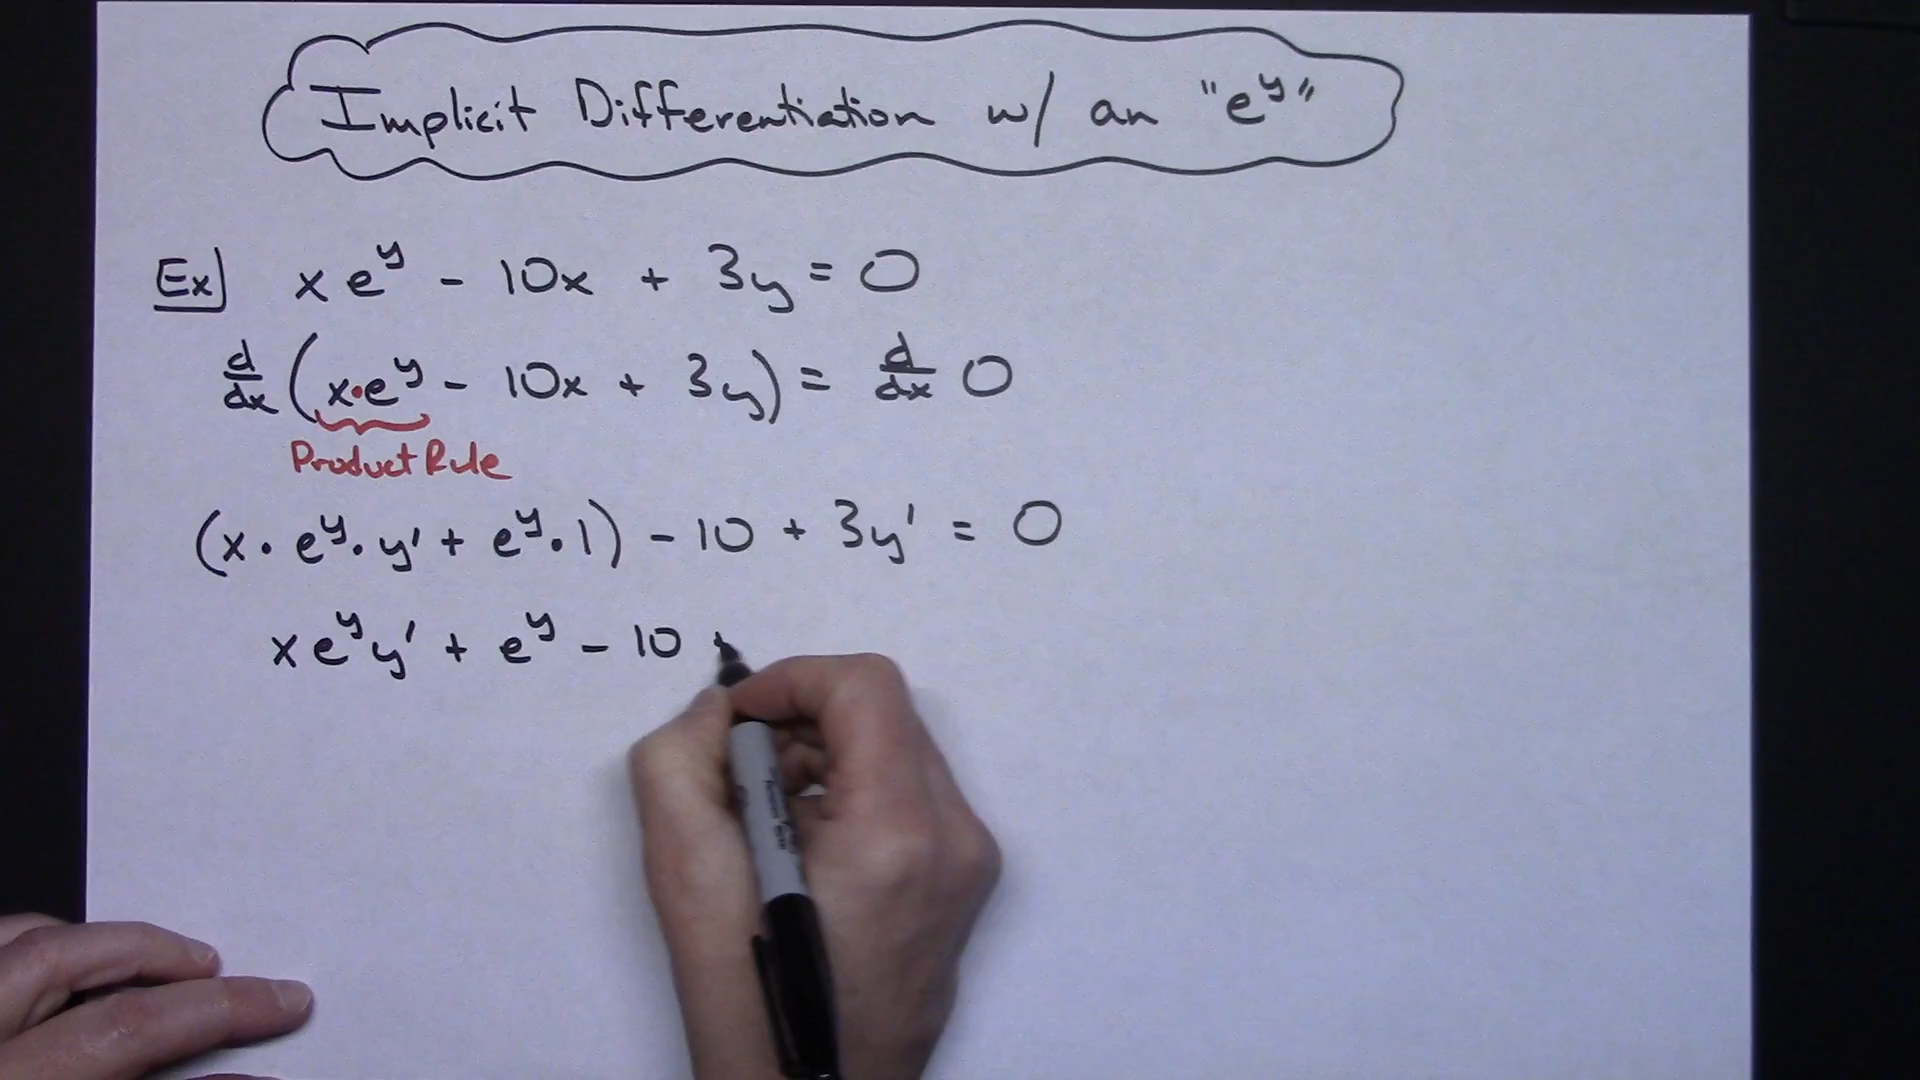 Implicit Differentiation w/ an "e^y"
Ex) x e^y - 10x + 3y = 0
d/dx (x·e^y - 10x + 3y) = d/dx 0
Product Rule
(x · e^y · y' + e^y · 1) - 10 + 3y' = 0
x e^y y' + e^y - 10 +